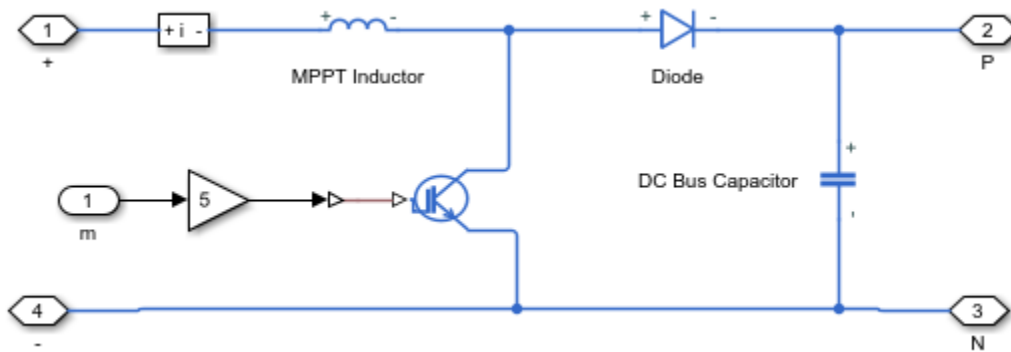 1
+
+ i -
+ -
MPPT Inductor
+ -
Diode
2
P
1
m
5
DC Bus Capacitor
+
-
4
-
3
N